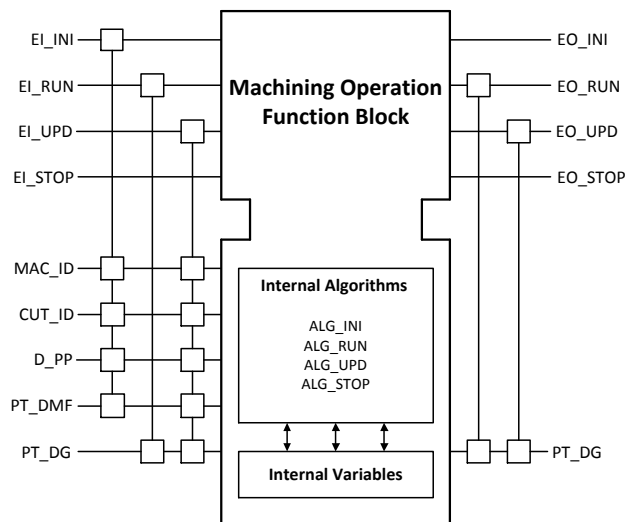 EI_INI
EI_RUN
EI_UPD
EI_STOP
MAC_ID
CUT_ID
D_PP
PT_DMF
PT_DG
Machining Operation
Function Block
Internal Algorithms
ALG_INI
ALG_RUN
ALG_UPD
ALG_STOP
Internal Variables
EO_INI
EO_RUN
EO_UPD
EO_STOP
PT_DG